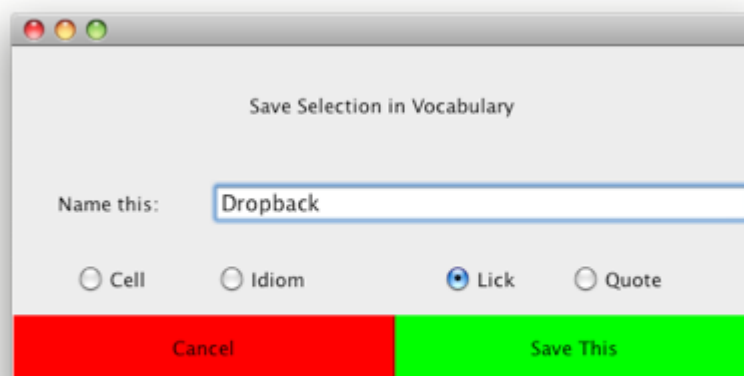 Save Selection in Vocabulary
Name this: Dropback
Cell Idiom Lick Quote
Cancel Save This